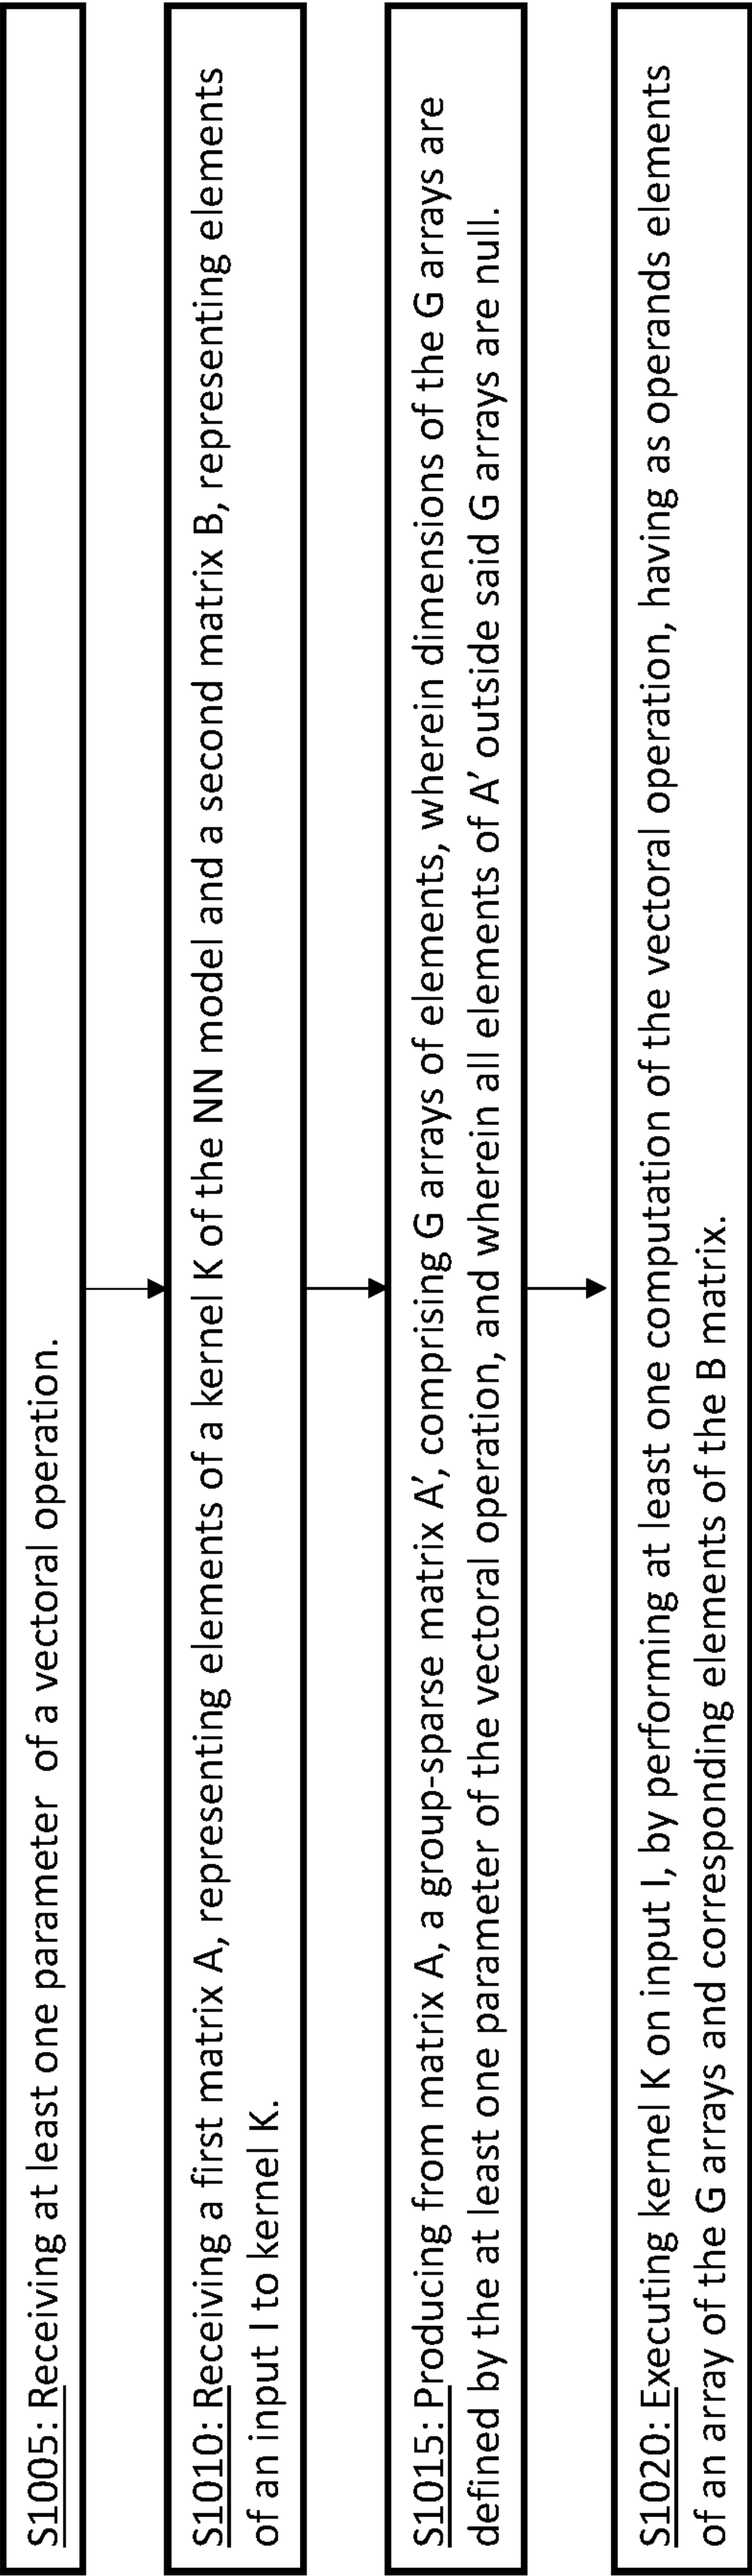 S1005: Receiving at least one parameter of a vectoral operation.
S1010: Receiving a first matrix A, representing elements of a kernel K of the NN model and a second matrix B, representing elements
of an input I to kernel K.
S1015: Producing from matrix A, a group-sparse matrix A’, comprising G arrays of elements, wherein dimensions of the G arrays are
defined by the at least one parameter of the vectoral operation, and wherein all elements of A’ outside said G arrays are null.
S1020: Executing kernel K on input I, by performing at least one computation of the vectoral operation, having as operands elements
of an array of the G arrays and corresponding elements of the B matrix.